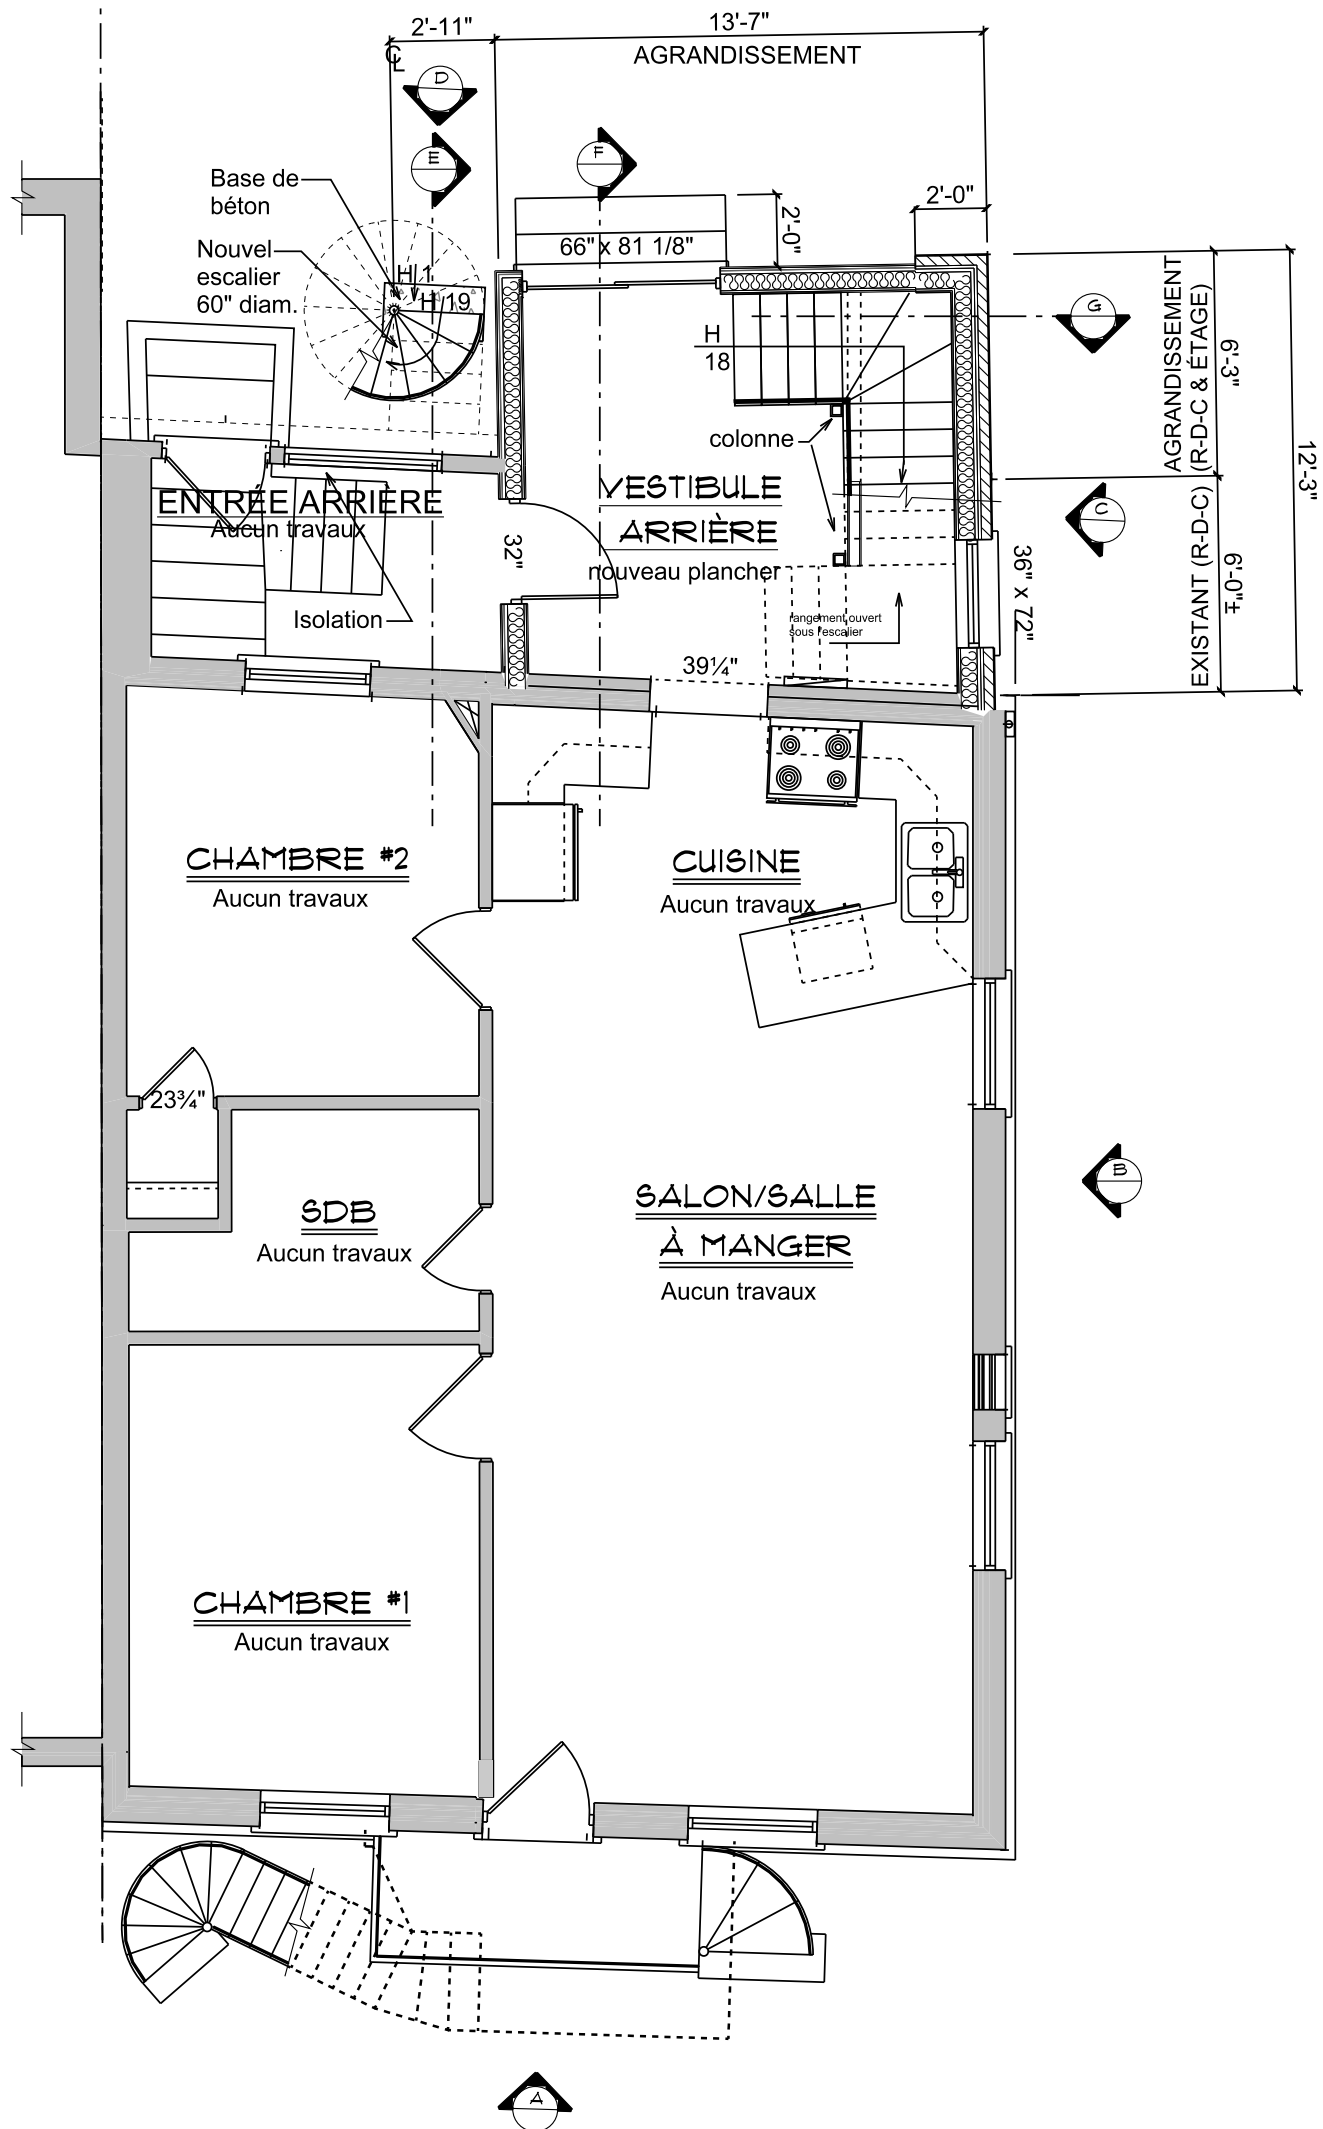 2'-11"
13'-7"
AGRANDISSEMENT
CL
D
E
F
Base de
béton
2'-0"
2'-0"
Nouvel
escalier
60" diam.
66" x 81 1/8"
H 1
H 19
G
AGRANDISSEMENT
(R-D-C & ÉTAGE)
6'-3"
12'-3"
H
18
colonne
ENTRÉE ARRIÈRE
Aucun travaux
VESTIBULE
ARRIÈRE
nouveau plancher
C
32"
36" x 72"
EXISTANT (R-D-C)
6'-0"±
Isolation
rangement ouvert
sous l'escalier
39¼"
CHAMBRE #2
Aucun travaux
CUISINE
Aucun travaux
23¾"
B
SDB
Aucun travaux
SALON/SALLE
À MANGER
Aucun travaux
CHAMBRE #1
Aucun travaux
A